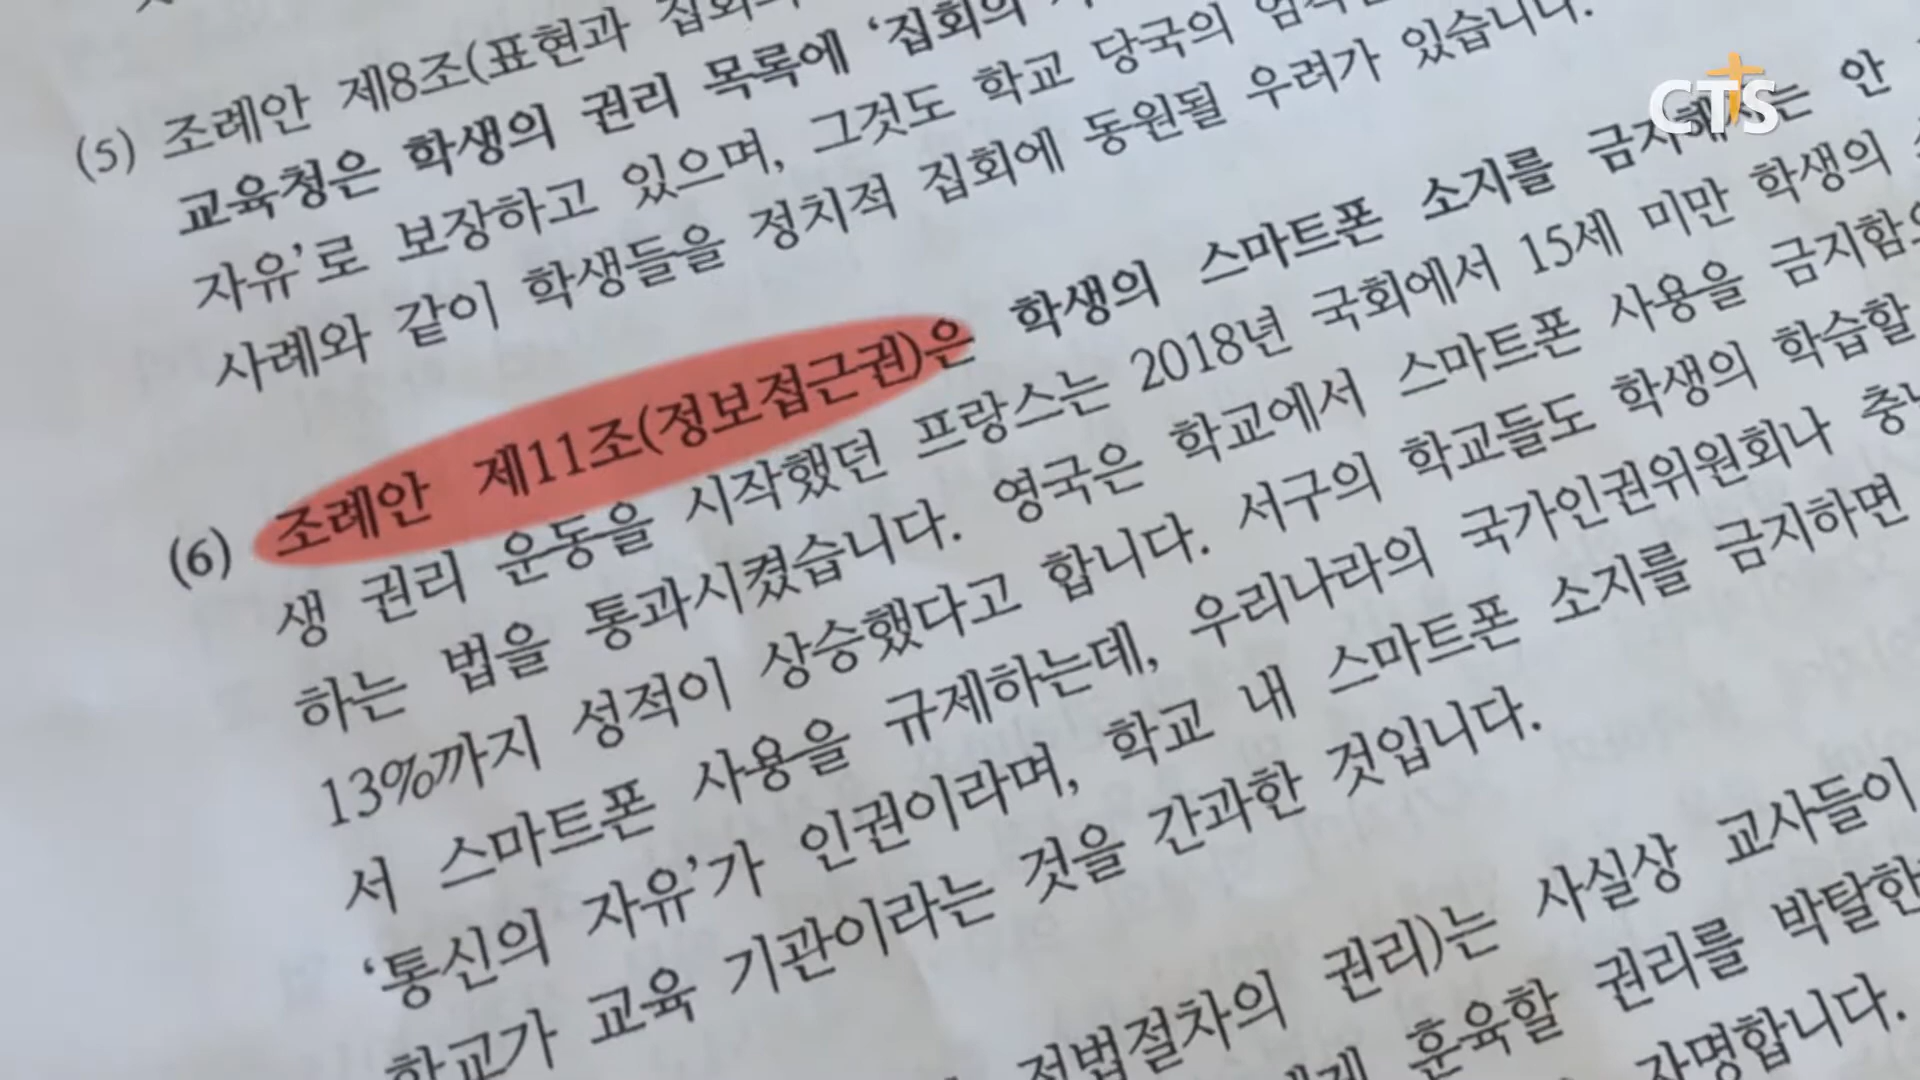 CTS
(5) 조례안 제8조(표현과 집회의
교육청은 학생의 권리 목록에 ‘집회의
자유’로 보장하고 있으며, 그것도 학교 당국의
사례와 같이 학생들을 정치적 집회에 동원될 우려가 있습니다.
(6) 조례안 제11조(정보접근권)은 학생의 스마트폰 소지를 금지해서는 안
생 권리 운동을 시작했던 프랑스는 2018년 국회에서 15세 미만 학생의
하는 법을 통과시켰습니다. 영국은 학교에서 스마트폰 사용을 금지함으
13%까지 성적이 상승했다고 합니다. 서구의 학교들도 학생의 학습할
서 스마트폰 사용을 규제하는데, 우리나라의 국가인권위원회나
‘통신의 자유’가 인권이라며, 학교 내 스마트폰 소지를 금지하면
학교가 교육 기관이라는 것을 간과한 것입니다.
적법절차의 권리)는 사실상 교사들이
훈육할 권리를 박탈한
자명합니다.